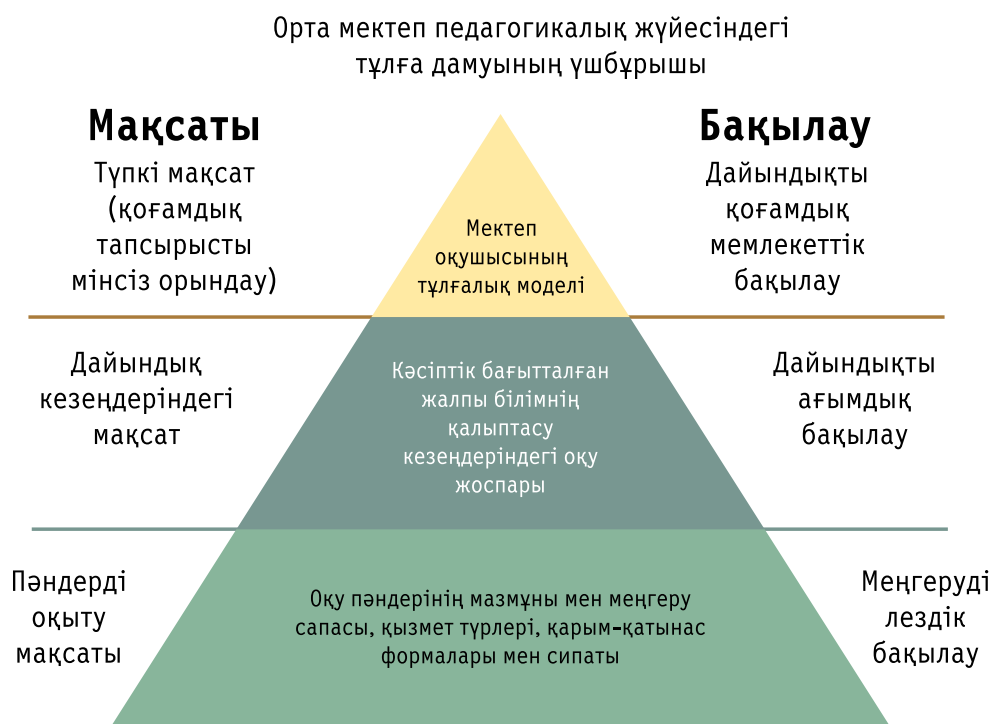 Орта мектеп педагогикалық жүйесіндегі
тұлға дамуының үшбұрышы
Мақсаты
Түпкі мақсат
(қоғамдық
тапсырысты
мінсіз орындау)
Мектеп
оқушысының
тұлғалық моделі
Бақылау
Дайындықты
қоғамдық
мемлекеттік
бақылау
Дайындық
кезеңдеріндегі
мақсат
Кәсіптік бағытталған
жалпы білімнің
қалыптасу
кезеңдеріндегі оқу
жоспары
Дайындықты
ағымдық
бақылау
Пәндерді
оқыту
мақсаты
Оқу пәндерінің мазмұны мен меңгеру
сапасы, қызмет түрлері, қарым-қатынас
формалары мен сипаты
Меңгеруді
лездік
бақылау